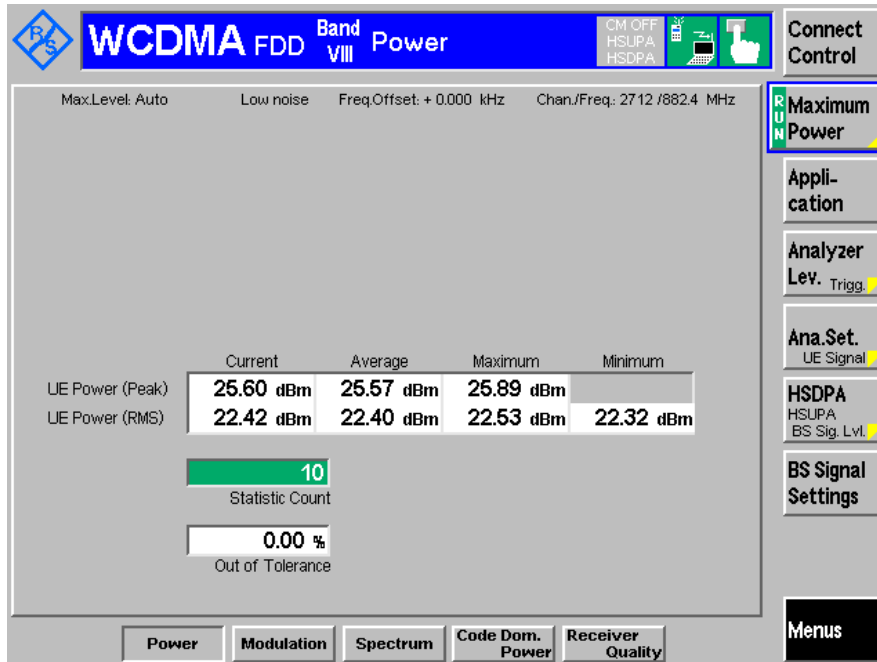 R/S
WCDMA FDD Band VIII Power
CM OFF
HSUPA
HSDPA
Connect
Control
Max.Level: Auto Low noise Freq.Offset: + 0.000 kHz Chan./Freq.: 2712 /882.4 MHz
RUN
Maximum
Power
Appli-
cation
Analyzer
Lev. Trigg.
Ana.Set.
UE Signal
HSDPA
HSUPA
BS Sig. Lvl.
BS Signal
Settings
Current Average Maximum Minimum
UE Power (Peak) 25.60 dBm 25.57 dBm 25.89 dBm
UE Power (RMS) 22.42 dBm 22.40 dBm 22.53 dBm 22.32 dBm
10
Statistic Count
0.00 %
Out of Tolerance
Power Modulation Spectrum Code Dom. Power Receiver Quality
Menus